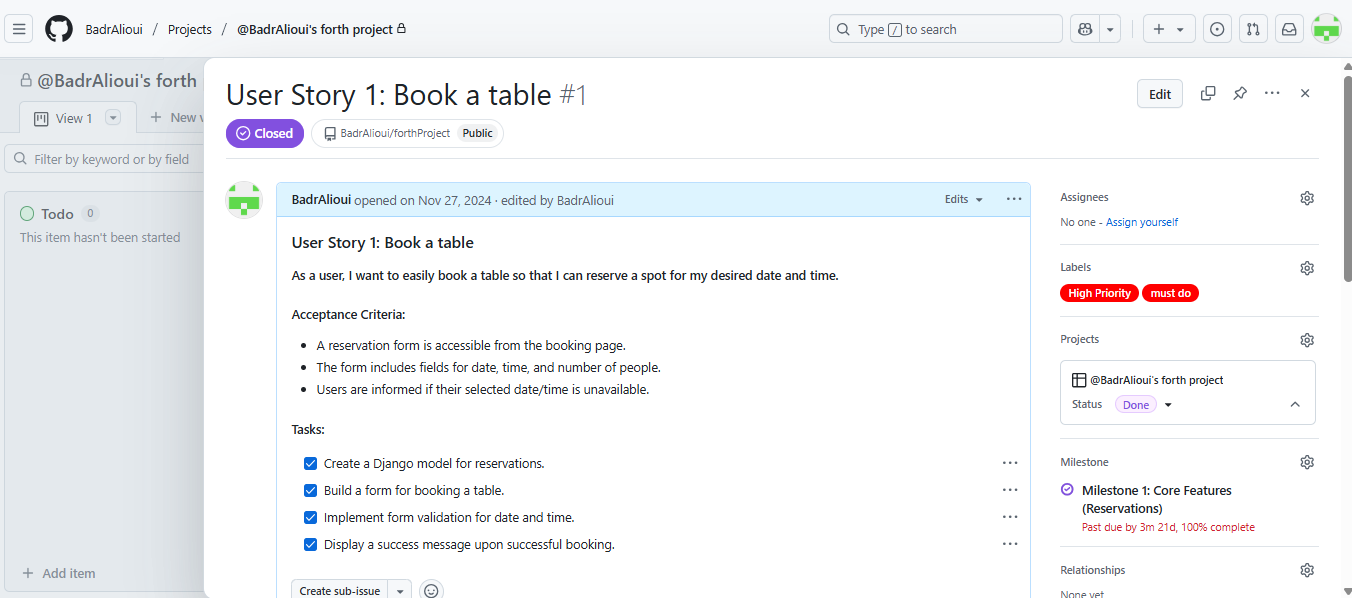 BadrAlioui / Projects / @BadrAlioui's forth project
Type / to search
@BadrAlioui's forth
View 1
New
Filter by keyword or by field
Todo 0
This item hasn't been started
Add item
User Story 1: Book a table #1
Edit
Closed
BadrAlioui/forthProject Public
BadrAlioui opened on Nov 27, 2024 · edited by BadrAlioui
Edits
User Story 1: Book a table
As a user, I want to easily book a table so that I can reserve a spot for my desired date and time.
Acceptance Criteria:
• A reservation form is accessible from the booking page.
• The form includes fields for date, time, and number of people.
• Users are informed if their selected date/time is unavailable.
Tasks:
Create a Django model for reservations.
Build a form for booking a table.
Implement form validation for date and time.
Display a success message upon successful booking.
Create sub-issue
Assignees
No one - Assign yourself
Labels
High Priority must do
Projects
@BadrAlioui's forth project
Status Done
Milestone
Milestone 1: Core Features
(Reservations)
Past due by 3m 21d, 100% complete
Relationships
None yet